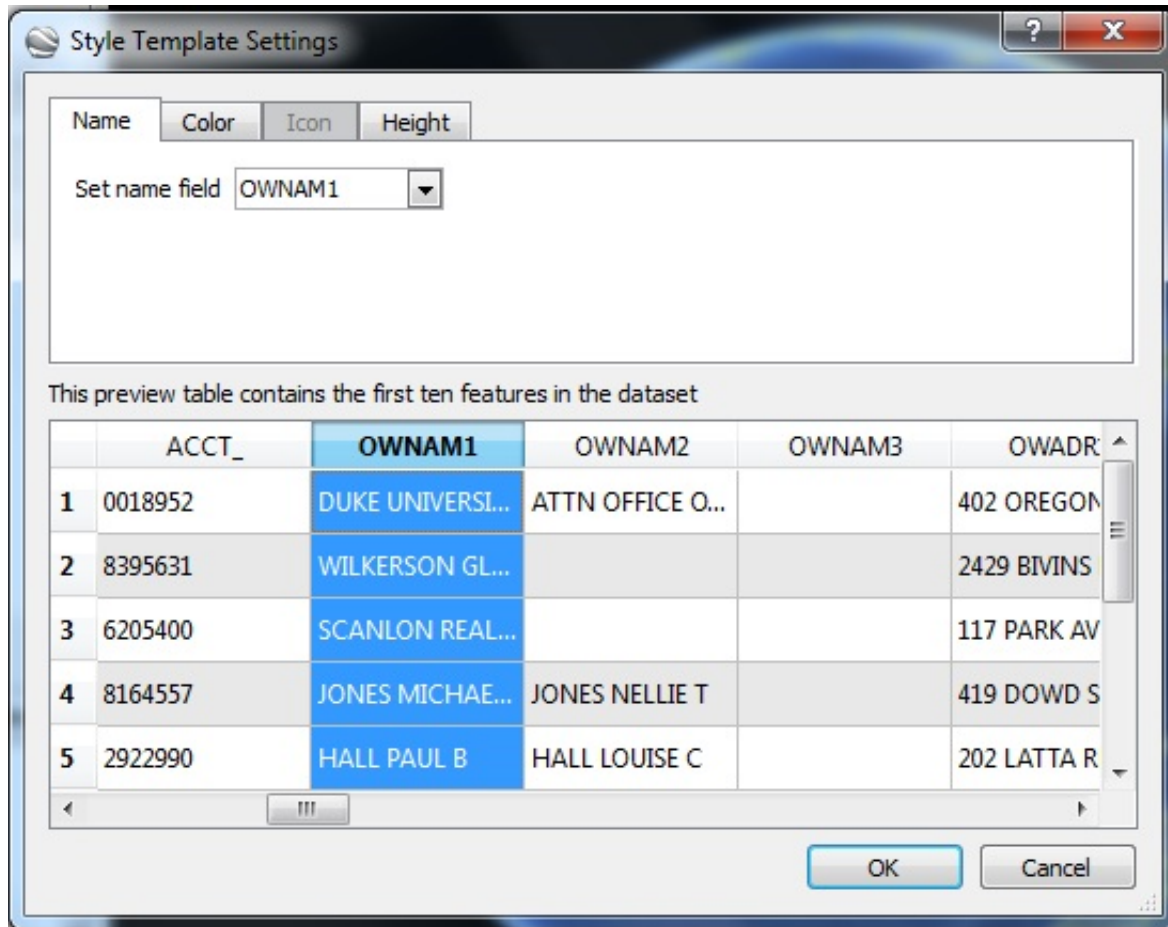 Style Template Settings
Name Color Icon Height
Set name field OWNAM1
This preview table contains the first ten features in the dataset
ACCT_ OWNAM1 OWNAM2 OWNAM3 OWADR
1 0018952 DUKE UNIVERSI... ATTN OFFICE O... 402 OREGON
2 8395631 WILKERSON GL... 2429 BIVINS
3 6205400 SCANLON REAL... 117 PARK AV
4 8164557 JONES MICHAE... JONES NELLIE T 419 DOWD S
5 2922990 HALL PAUL B HALL LOUISE C 202 LATTA R
OK Cancel